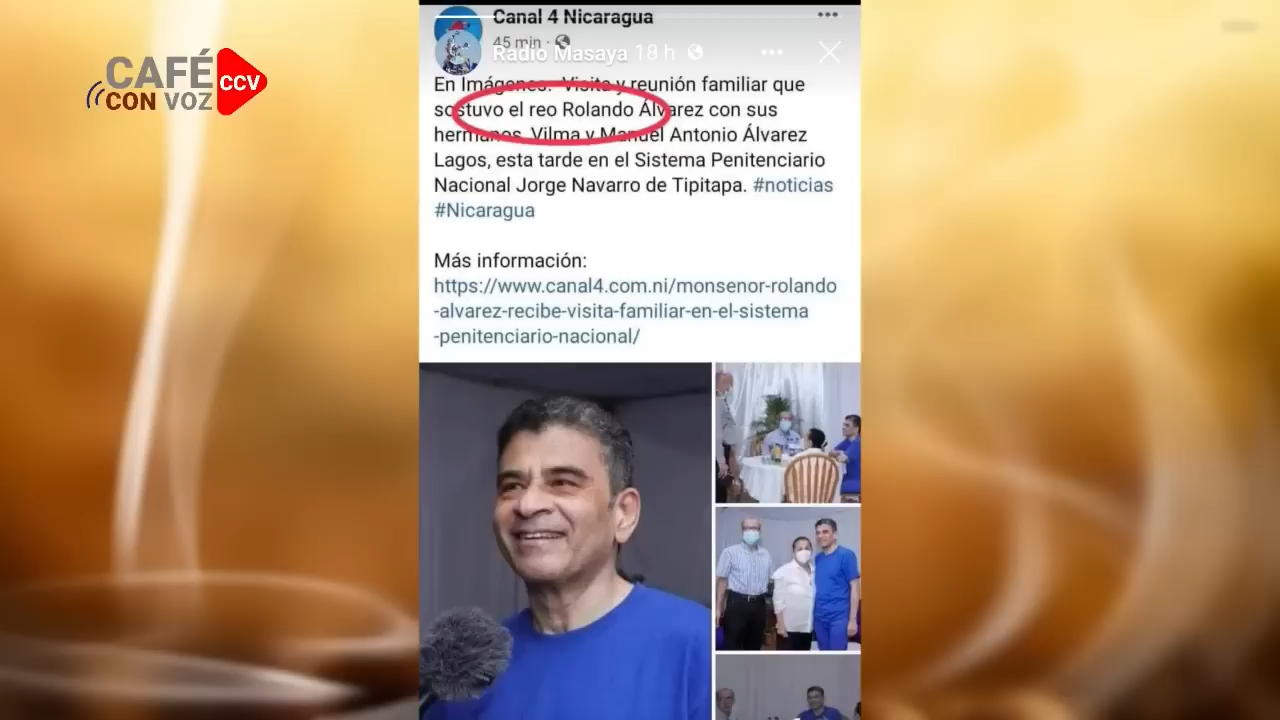 CAFÉ
CON VOZ
CCV
Canal 4 Nicaragua
45 min ·
Radio Masaya 18 h
En Imágenes: Visita y reunión familiar que
sostuvo el reo Rolando Álvarez con sus
hermanos, Vilma y Manuel Antonio Álvarez
Lagos, esta tarde en el Sistema Penitenciario
Nacional Jorge Navarro de Tipitapa. #noticias
#Nicaragua
Más información:
https://www.canal4.com.ni/monsenor-rolando
-alvarez-recibe-visita-familiar-en-el-sistema
-penitenciario-nacional/